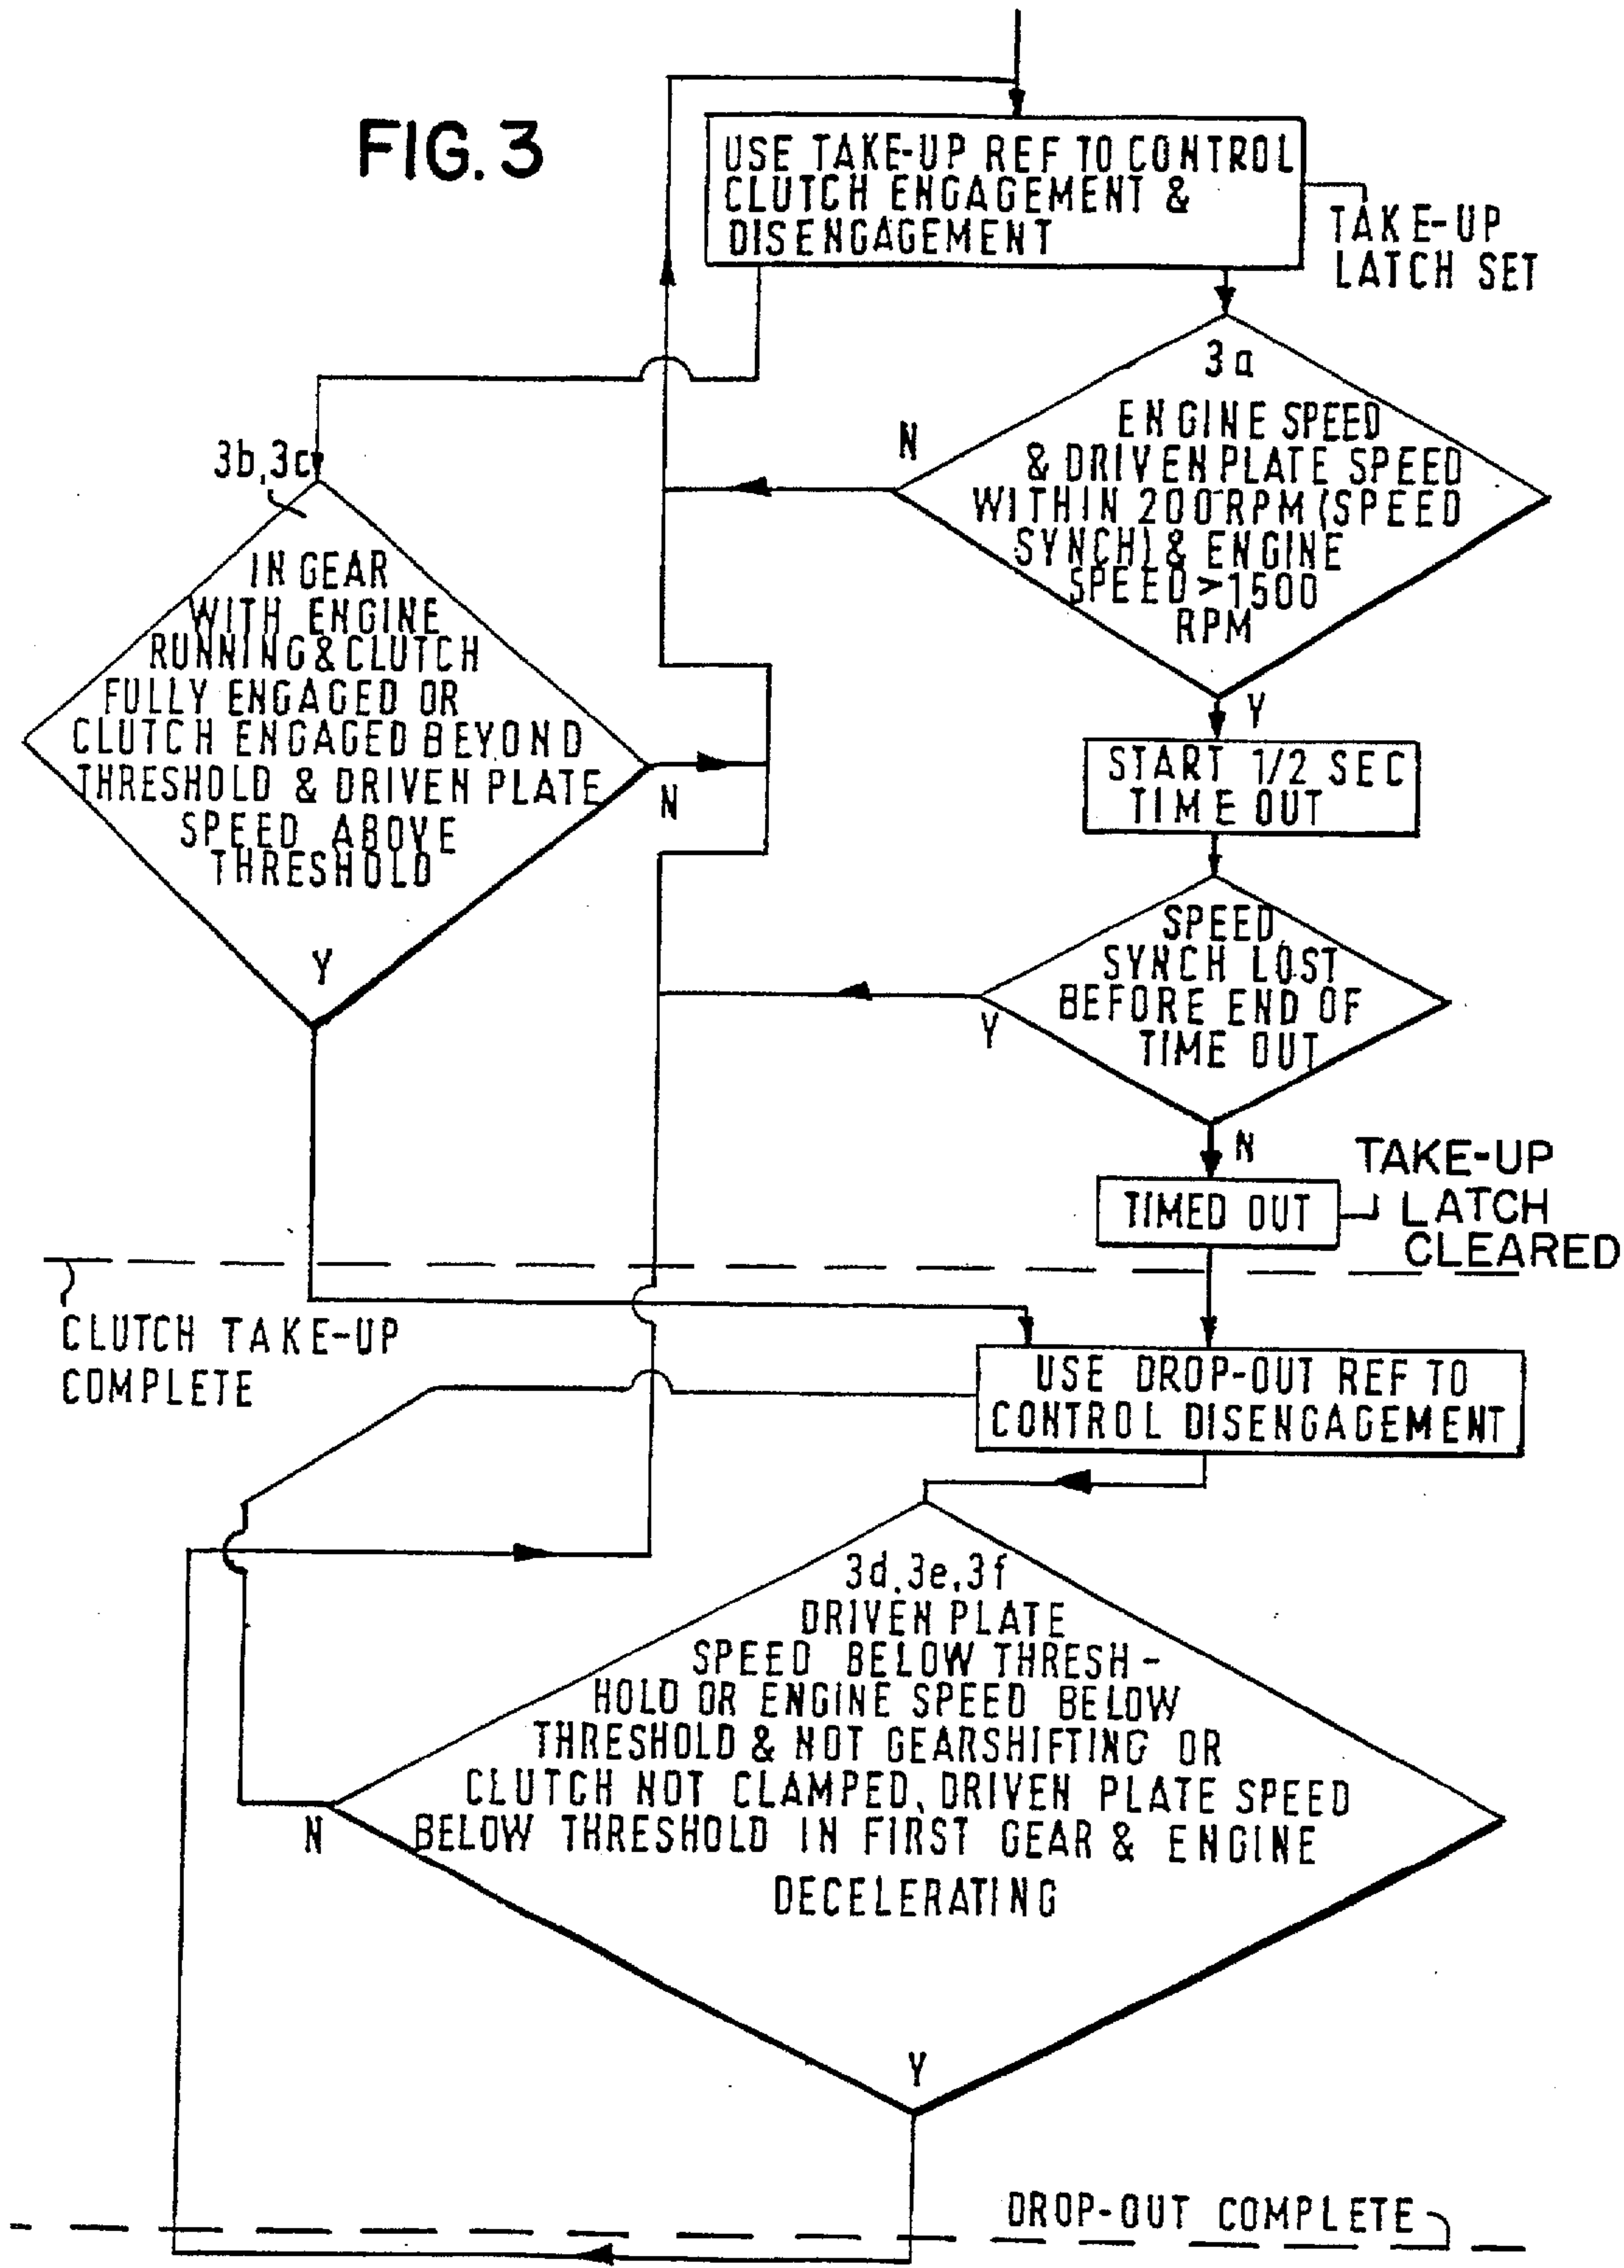 FIG. 3
USE TAKE-UP REF TO CONTROL
CLUTCH ENGAGEMENT &
DISENGAGEMENT
TAKE-UP
LATCH SET
3a
ENGINE SPEED
& DRIVEN PLATE SPEED
WITHIN 200 RPM (SPEED
SYNCH) & ENGINE
SPEED > 1500
RPM
N
Y
3b, 3c
IN GEAR
WITH ENGINE
RUNNING & CLUTCH
FULLY ENGAGED OR
CLUTCH ENGAGED BEYOND
THRESHOLD & DRIVEN PLATE
SPEED ABOVE
THRESHOLD
N
Y
START 1/2 SEC
TIME OUT
SPEED
SYNCH LOST
BEFORE END OF
TIME OUT
Y
N
TIMED OUT
TAKE-UP
LATCH
CLEARED
CLUTCH TAKE-UP
COMPLETE
USE DROP-OUT REF TO
CONTROL DISENGAGEMENT
3d, 3e, 3f
DRIVEN PLATE
SPEED BELOW THRESH-
HOLD OR ENGINE SPEED BELOW
THRESHOLD & NOT GEARSHIFTING OR
CLUTCH NOT CLAMPED, DRIVEN PLATE SPEED
BELOW THRESHOLD IN FIRST GEAR & ENGINE
DECELERATING
N
Y
DROP-OUT COMPLETE